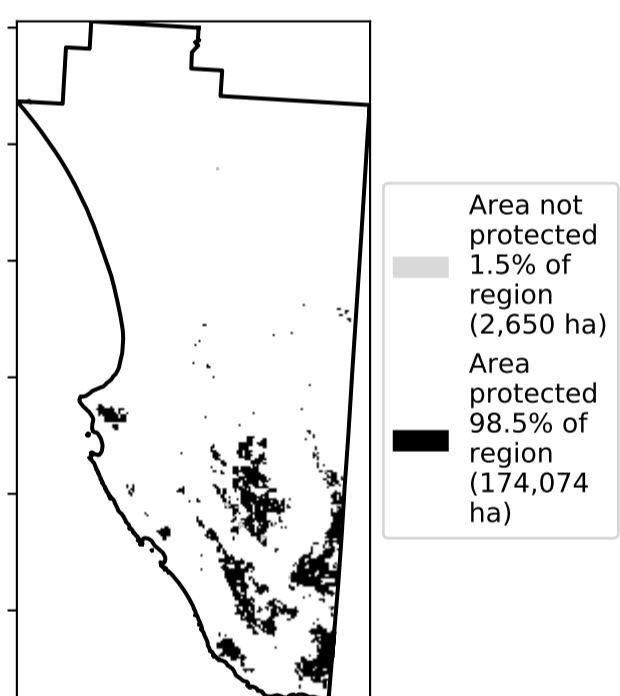 Area not
protected
1.5% of
region
(2,650 ha)
Area
protected
98.5% of
region
(174,074
ha)